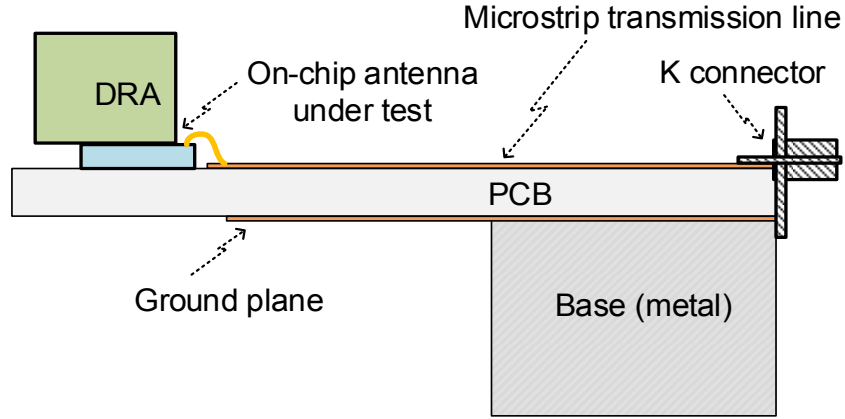 Microstrip transmission line
DRA
On-chip antenna
under test
K connector
PCB
Ground plane
Base (metal)